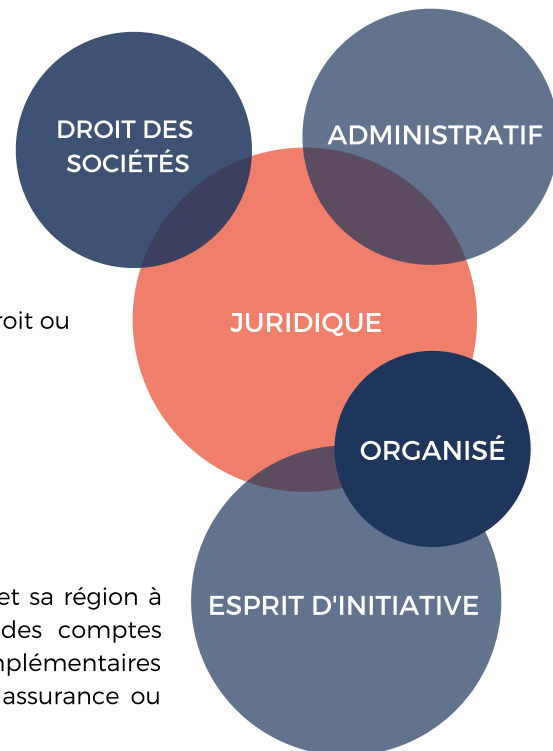 DROIT DES
SOCIÉTÉS
ADMINISTRATIF
roit ou
JURIDIQUE
ORGANISÉ
et sa région à
des comptes
nplémentaires
assurance ou
ESPRIT D'INITIATIVE